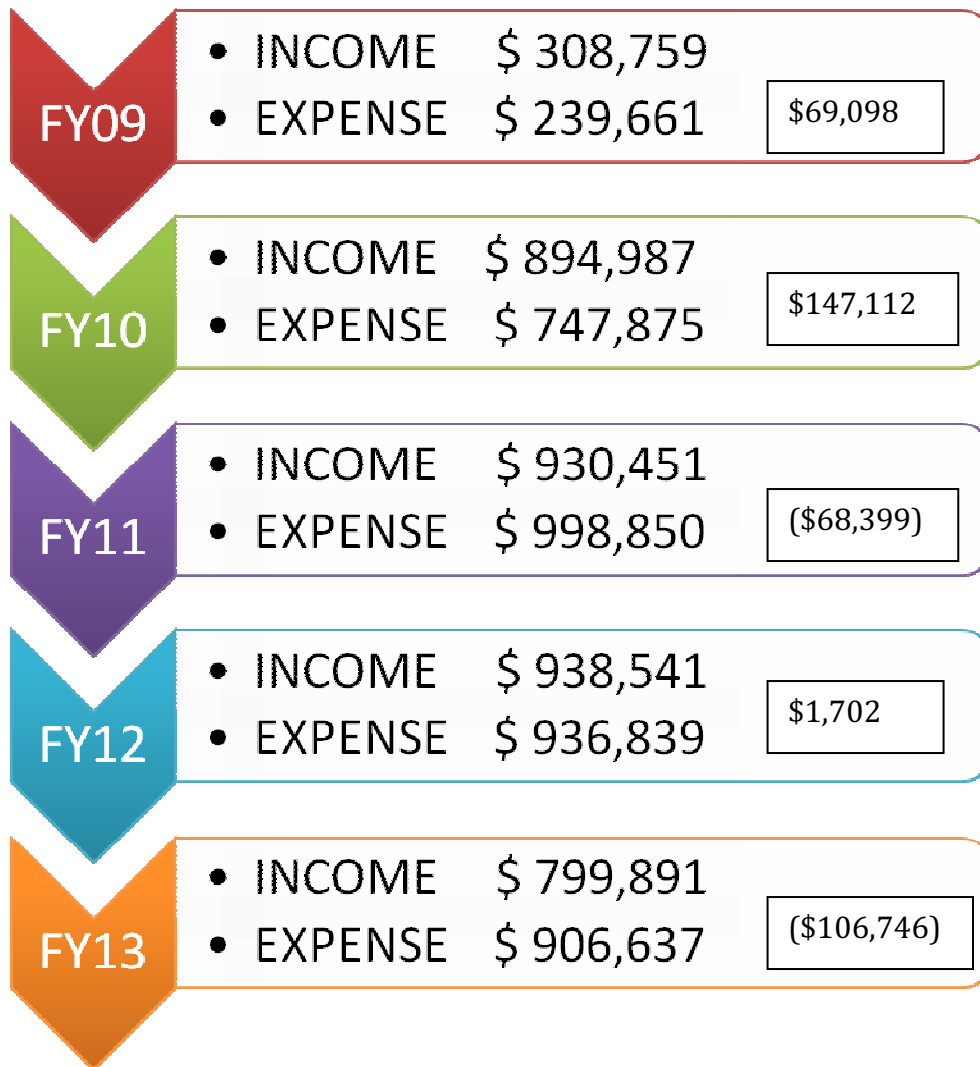 FY09
• INCOME $ 308,759
• EXPENSE $ 239,661
$69,098
FY10
• INCOME $ 894,987
• EXPENSE $ 747,875
$147,112
FY11
• INCOME $ 930,451
• EXPENSE $ 998,850
($68,399)
FY12
• INCOME $ 938,541
• EXPENSE $ 936,839
$1,702
FY13
• INCOME $ 799,891
• EXPENSE $ 906,637
($106,746)